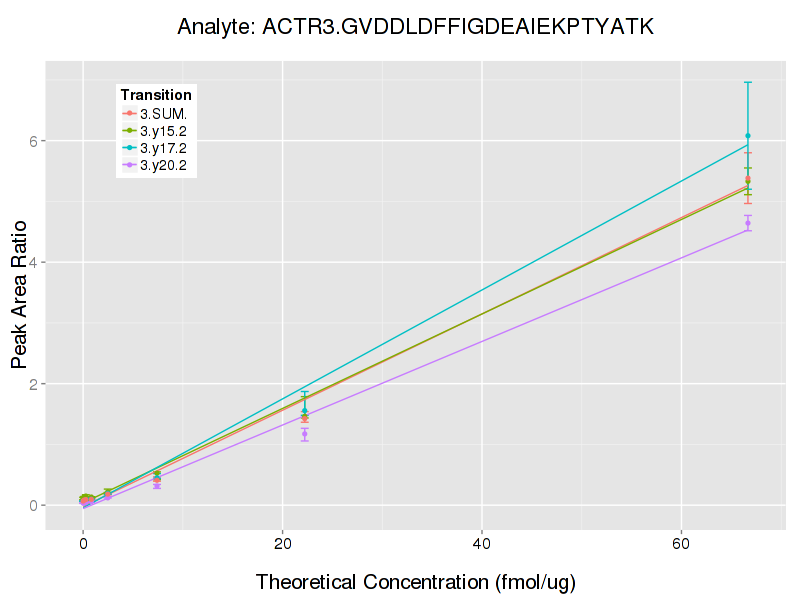 Analyte: ACTR3.GVDDLDFFIGDEAIEKPTYATK
Transition
3.SUM.
3.y15.2
3.y17.2
3.y20.2
Peak Area Ratio
6
4
2
0
0 20 40 60
Theoretical Concentration (fmol/ug)